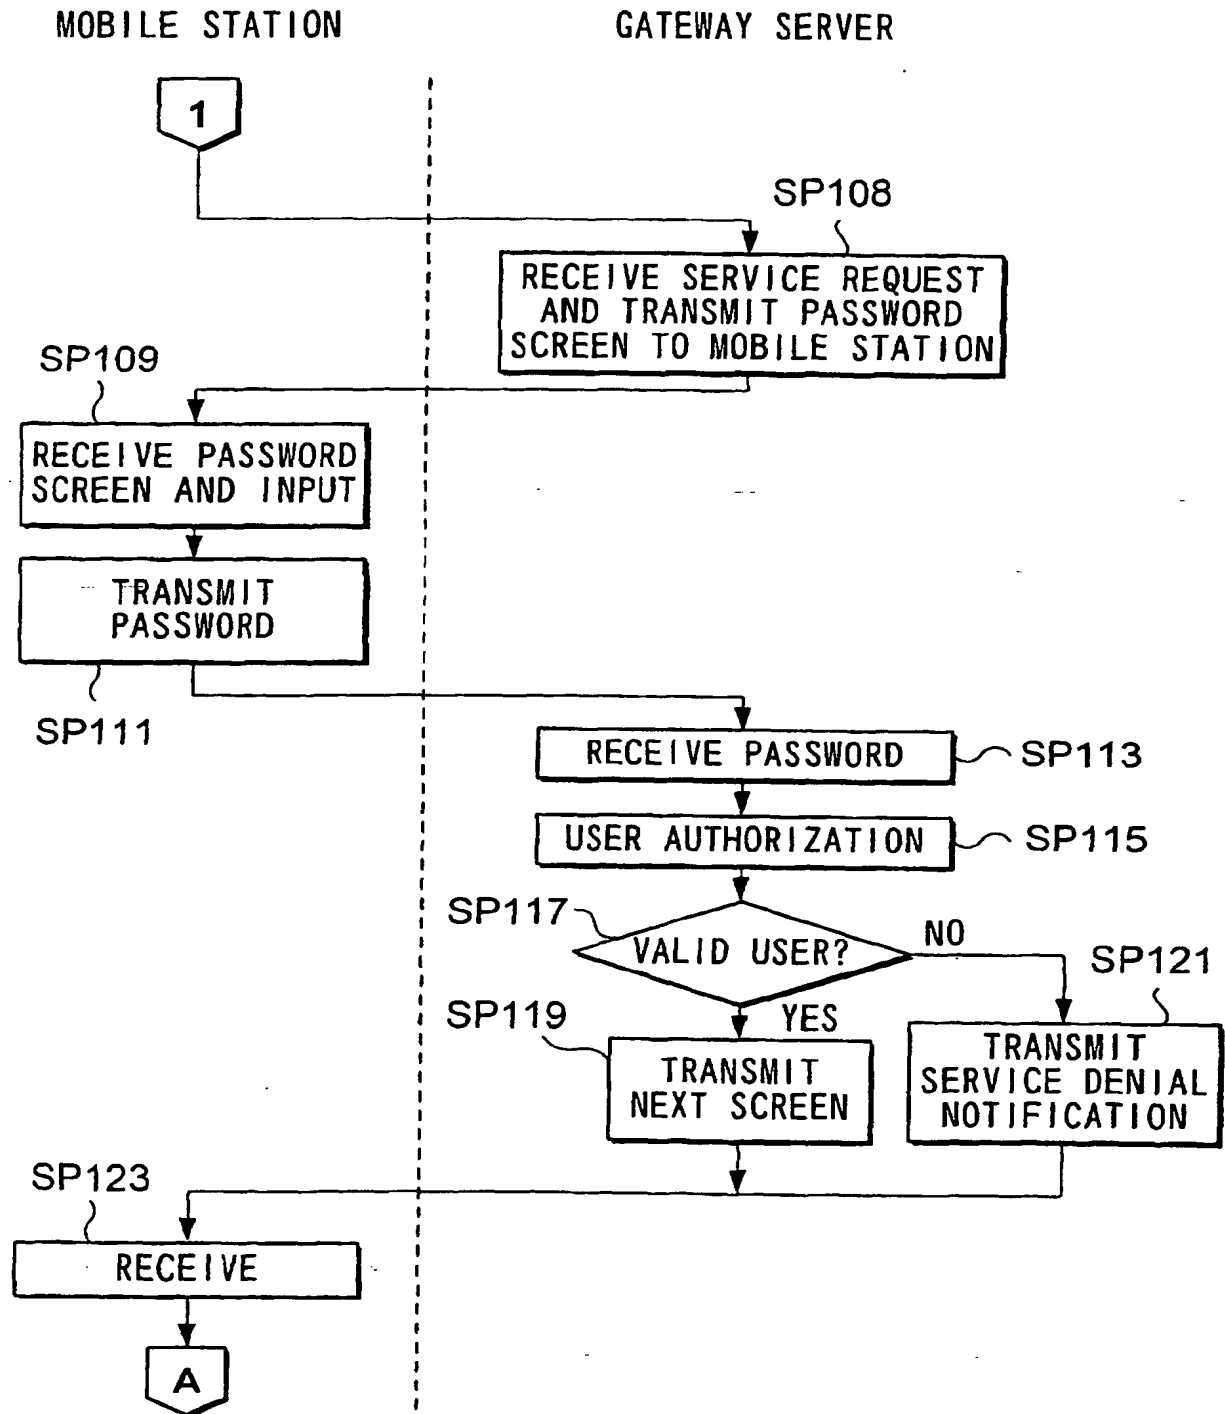 MOBILE STATION
GATEWAY SERVER
1
SP108
RECEIVE SERVICE REQUEST
AND TRANSMIT PASSWORD
SCREEN TO MOBILE STATION
SP109
RECEIVE PASSWORD
SCREEN AND INPUT
TRANSMIT
PASSWORD
SP111
RECEIVE PASSWORD
SP113
USER AUTHORIZATION
SP115
SP117
VALID USER?
NO
SP121
SP119
YES
TRANSMIT
NEXT SCREEN
TRANSMIT
SERVICE DENIAL
NOTIFICATION
SP123
RECEIVE
A